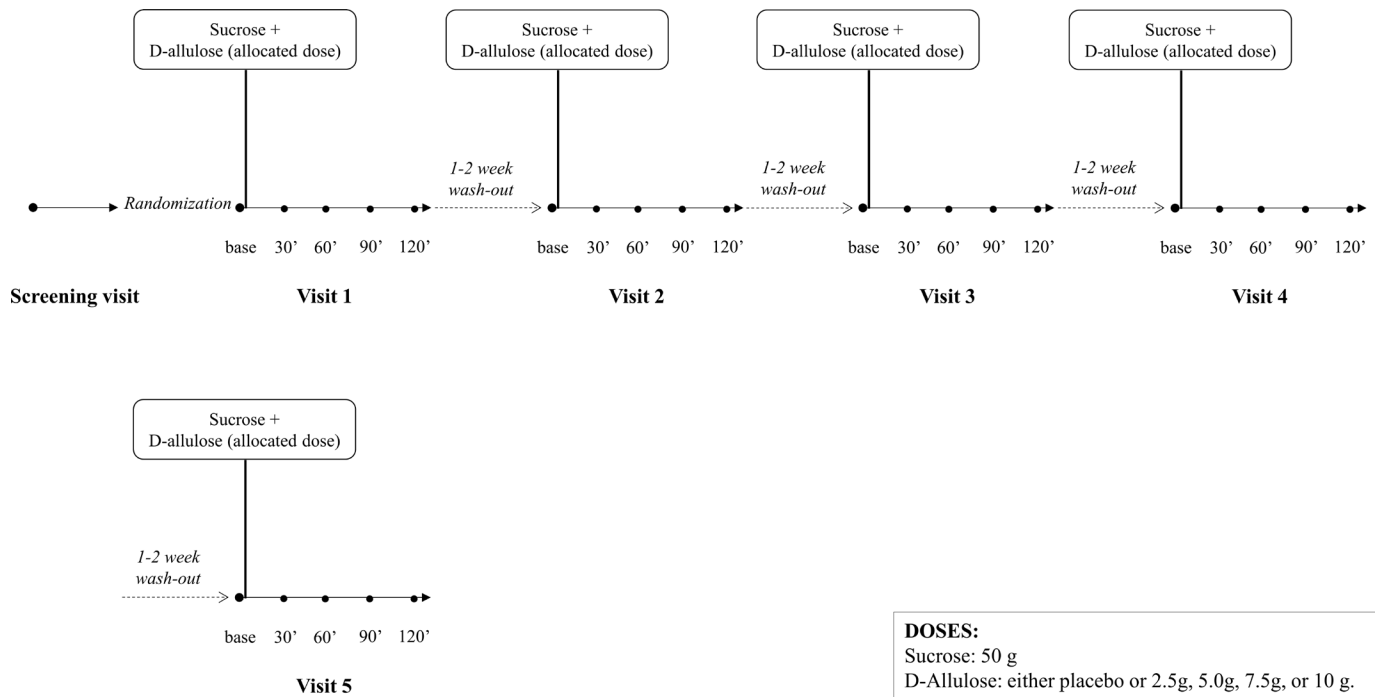 Sucrose +
D-allulose (allocated dose)
Sucrose +
D-allulose (allocated dose)
Sucrose +
D-allulose (allocated dose)
Sucrose +
D-allulose (allocated dose)
1-2 week
wash-out
1-2 week
wash-out
1-2 week
wash-out
Randomization
base 30’ 60’ 90’ 120’
base 30’ 60’ 90’ 120’
base 30’ 60’ 90’ 120’
base 30’ 60’ 90’ 120’
Screening visit
Visit 1
Visit 2
Visit 3
Visit 4
Sucrose +
D-allulose (allocated dose)
1-2 week
wash-out
base 30’ 60’ 90’ 120’
Visit 5
DOSES:
Sucrose: 50 g
D-Allulose: either placebo or 2.5g, 5.0g, 7.5g, or 10 g.